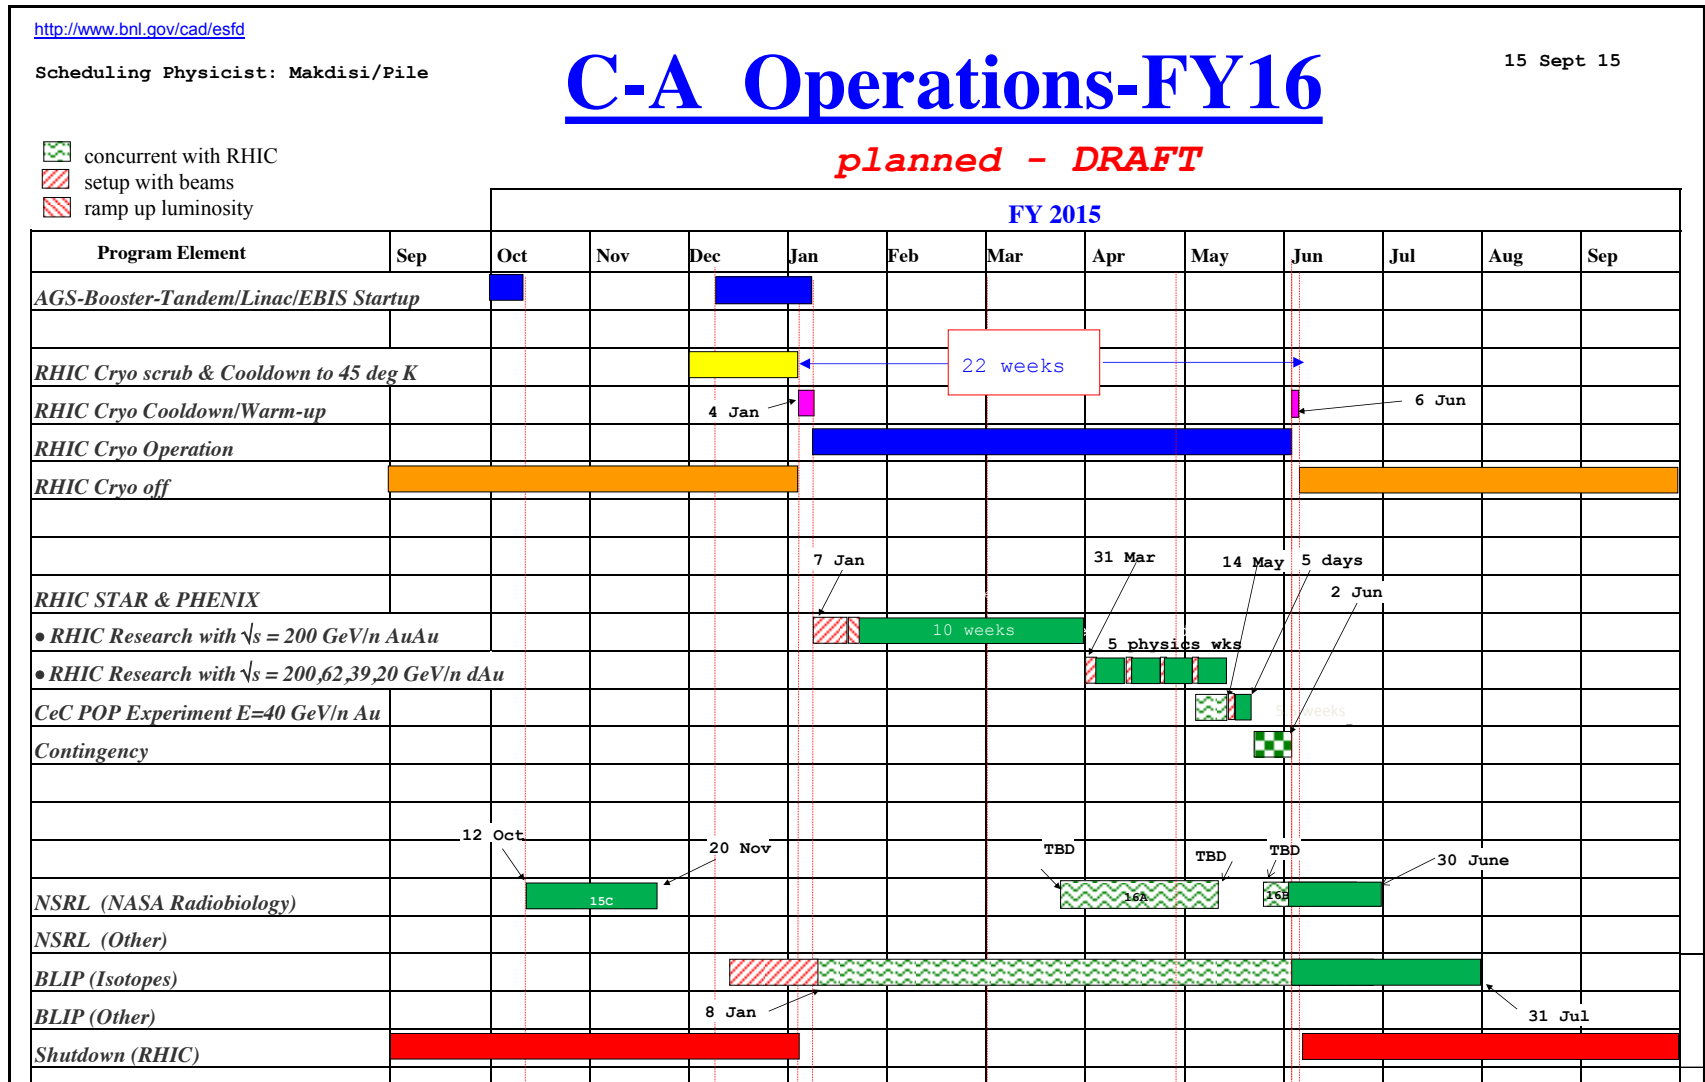 http://www.bnl.gov/cad/esfd
Scheduling Physicist: Makdisi/Pile
C-A Operations-FY16
15 Sept 15
planned - DRAFT
concurrent with RHIC
setup with beams
ramp up luminosity
FY 2015
Program Element Sep Oct Nov Dec Jan Feb Mar Apr May Jun Jul Aug Sep
AGS-Booster-Tandem/Linac/EBIS Startup
22 weeks
RHIC Cryo scrub & Cooldown to 45 deg K
RHIC Cryo Cooldown/Warm-up 4 Jan 6 Jun
RHIC Cryo Operation
RHIC Cryo off
7 Jan 31 Mar 14 May 5 days
2 Jun
RHIC STAR & PHENIX
• RHIC Research with √s = 200 GeV/n AuAu 10 weeks
5 physics wks
• RHIC Research with √s = 200,62,39,20 GeV/n dAu
CeC POP Experiment E=40 GeV/n Au weeks
Contingency
12 Oct 20 Nov TBD TBD TBD 30 June
NSRL (NASA Radiobiology) 15C 16A 16B
NSRL (Other)
BLIP (Isotopes)
8 Jan 31 Jul
BLIP (Other)
Shutdown (RHIC)